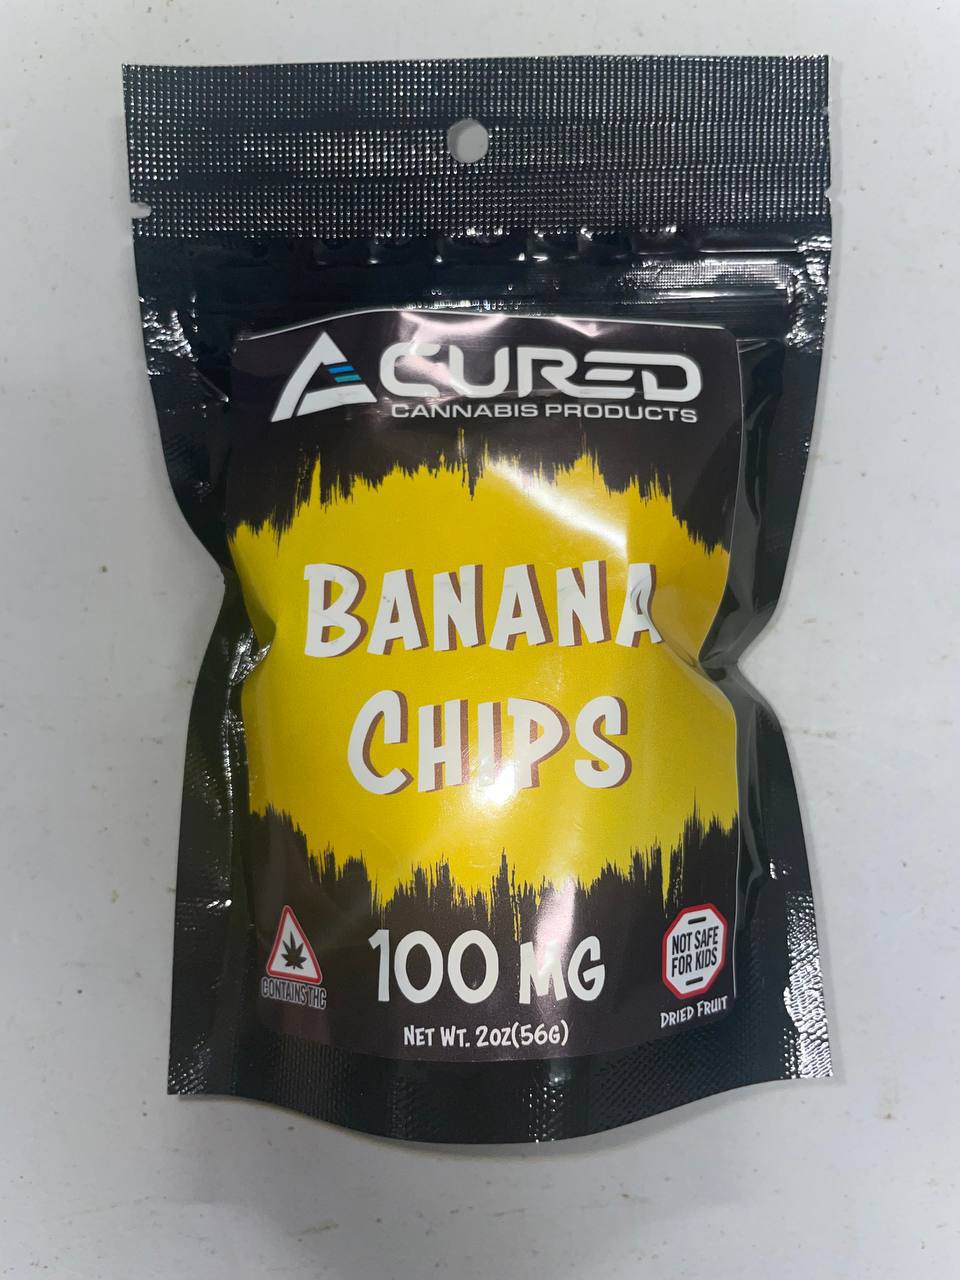 CURED
CANNABIS PRODUCTS
BANANA
CHIPS
100 MG
CONTAINS THC
NOT SAFE
FOR KIDS
DRIED FRUIT
NET WT. 2OZ(56G)